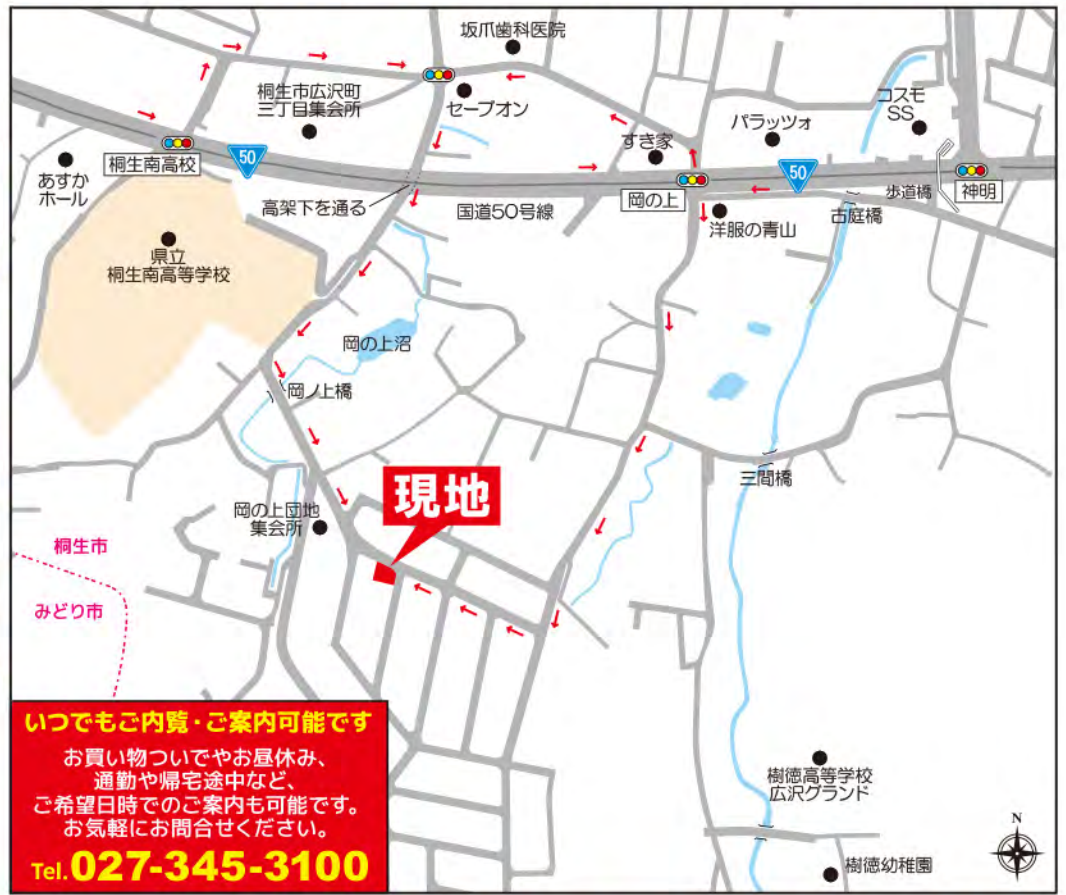 坂爪歯科医院
桐生市広沢町
三丁目集会所
セーブオン
コスモ
SS
パラッツォ
すき家
50
桐生南高校
あすか
ホール
50
岡の上
歩道橋
神明
高架下を通る
国道50号線
洋服の青山
古庭橋
県立
桐生南高等学校
岡の上沼
岡ノ上橋
三間橋
現地
岡の上団地
集会所
桐生市
みどり市
いつでもご内覧・ご案内可能です
お買い物ついでやお昼休み、
通勤や帰宅途中など、
ご希望日時でのご案内も可能です。
お気軽にお問合せください。
Tel.027-345-3100
樹徳高等学校
広沢グランド
樹徳幼稚園
N